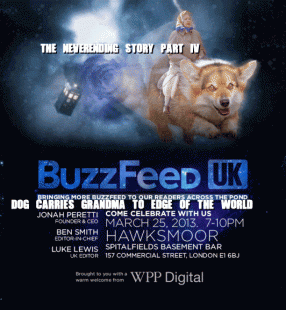 THE NEVERENDING STORY PART IV
BUZZFEED UK
BRINGING MORE BUZZFEED TO OUR READERS ACROSS THE POND
DOG CARRIES GRANDMA TO EDGE OF THE WORLD
JONAH PERETTI
FOUNDER & CEO
BEN SMITH
EDITOR-IN-CHIEF
LUKE LEWIS
UK EDITOR
COME CELEBRATE WITH US
MARCH 25, 2013. 7-10PM
HAWKSMOOR
SPITALFIELDS BASEMENT BAR
157 COMMERCIAL STREET, LONDON E1 6BJ
Brought to you with a
warm welcome from
WPP Digital